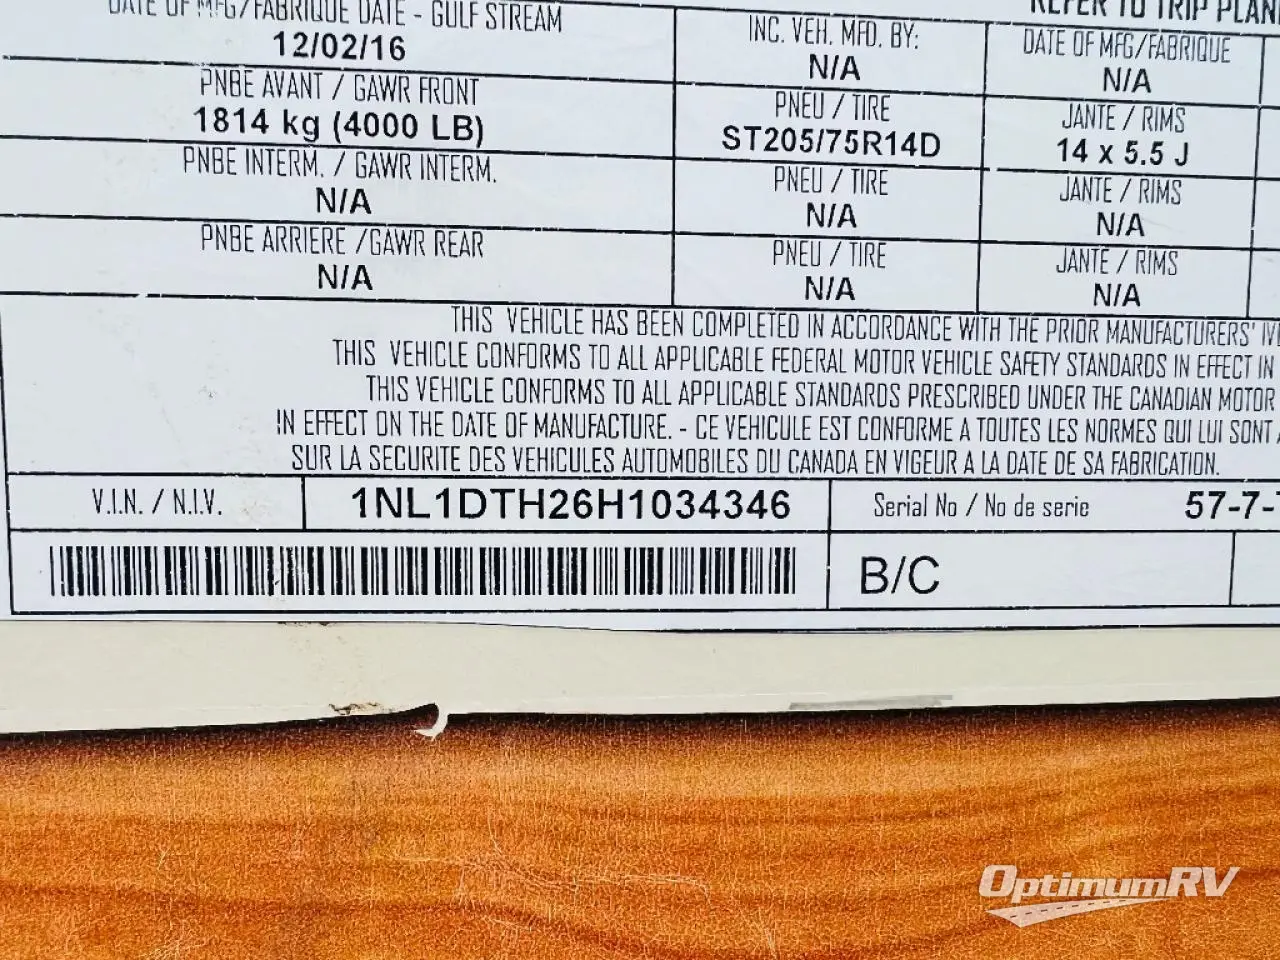 DATE OF MFG/FABRIQUE DATE - GULF STREAM
12/02/16
INC. VEH. MFD. BY:
N/A
REFER TO TRIP
DATE OF MFG/FABRIQUE
N/A
PNBE AVANT / GAWR FRONT
1814 kg (4000 LB)
PNEU / TIRE
ST205/75R14D
JANTE / RIMS
14 x 5.5 J
PNBE INTERM. / GAWR INTERM.
N/A
PNEU / TIRE
N/A
JANTE / RIMS
N/A
PNBE ARRIERE /GAWR REAR
N/A
PNEU / TIRE
N/A
JANTE / RIMS
N/A
THIS VEHICLE HAS BEEN COMPLETED IN ACCORDANCE WITH THE PRIOR MANUFACTURERS'
THIS VEHICLE CONFORMS TO ALL APPLICABLE FEDERAL MOTOR VEHICLE SAFETY STANDARDS IN EFFECT IN
THIS VEHICLE CONFORMS TO ALL APPLICABLE STANDARDS PRESCRIBED UNDER THE CANADIAN MOTOR
IN EFFECT ON THE DATE OF MANUFACTURE. - CE VEHICULE EST CONFORME A TOUTES LES NORMES QUI LUI SONT
SUR LA SECURITE DES VEHICULES AUTOMOBILES DU CANADA EN VIGEUR A LA DATE DE SA FABRICATION.
V.I.N. / N.I.V.
1NL1DTH26H1034346
Serial No / No de serie
57-7-
B/C
OptimumRV